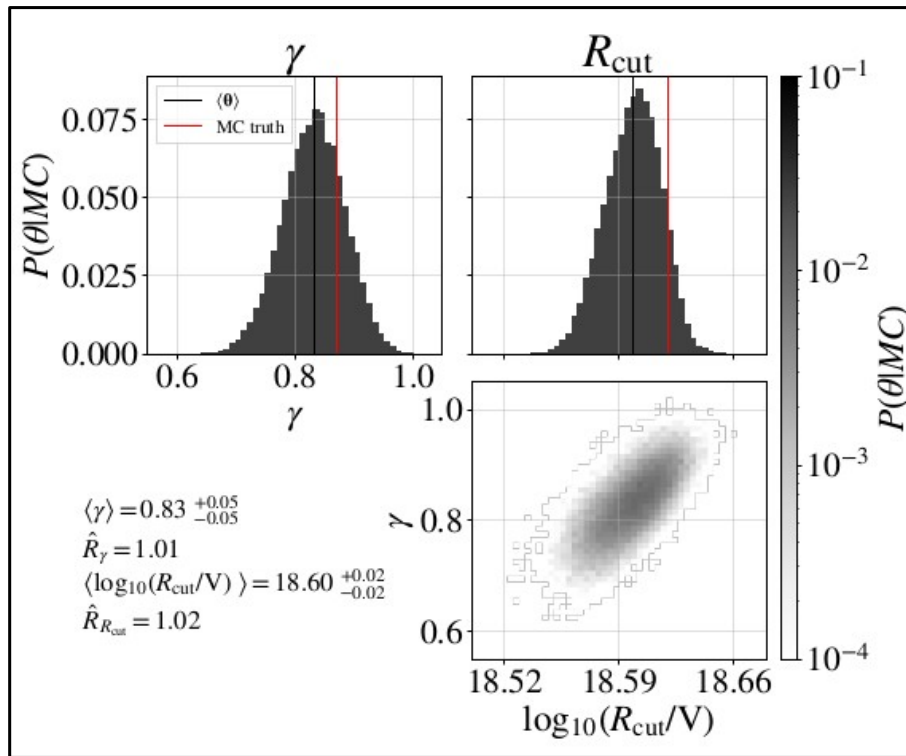 γ
R_cut
⟨θ⟩
MC truth
P(θ|MC)
0.075
0.050
0.025
0.000
0.6 0.8 1.0
γ
10^−1
10^−2
10^−3
10^−4
P(θ|MC)
⟨γ⟩ = 0.83 +0.05 −0.05
R̂_γ = 1.01
⟨log10(R_cut/V) ⟩ = 18.60 +0.02 −0.02
R̂_R_cut = 1.02
γ
1.0
0.8
0.6
18.52 18.59 18.66
log10(R_cut/V)